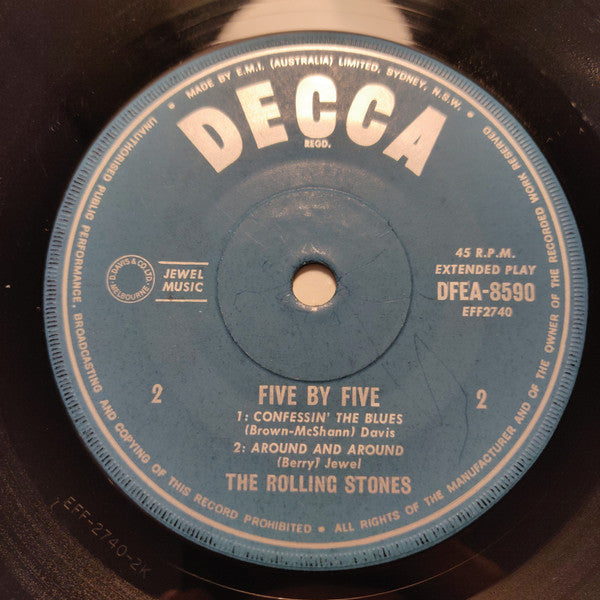 MADE BY E.M.I. (AUSTRALIA) LIMITED, SYDNEY, N.S.W. •
DECCA
REGD.
D. DAVIS & CO. LTD.
MELBOURNE
JEWEL
MUSIC
45 R.P.M.
EXTENDED PLAY
DFEA-8590
EFF2740
2
2
FIVE BY FIVE
1: CONFESSIN' THE BLUES
(Brown-McShann) Davis
2: AROUND AND AROUND
(Berry) Jewel
THE ROLLING STONES
UNAUTHORISED PUBLIC PERFORMANCE, BROADCASTING AND COPYING OF THIS RECORD PROHIBITED • ALL RIGHTS OF THE MANUFACTURER AND OF THE OWNER OF THE RECORDED WORK RESERVED
EFF-2740-2K